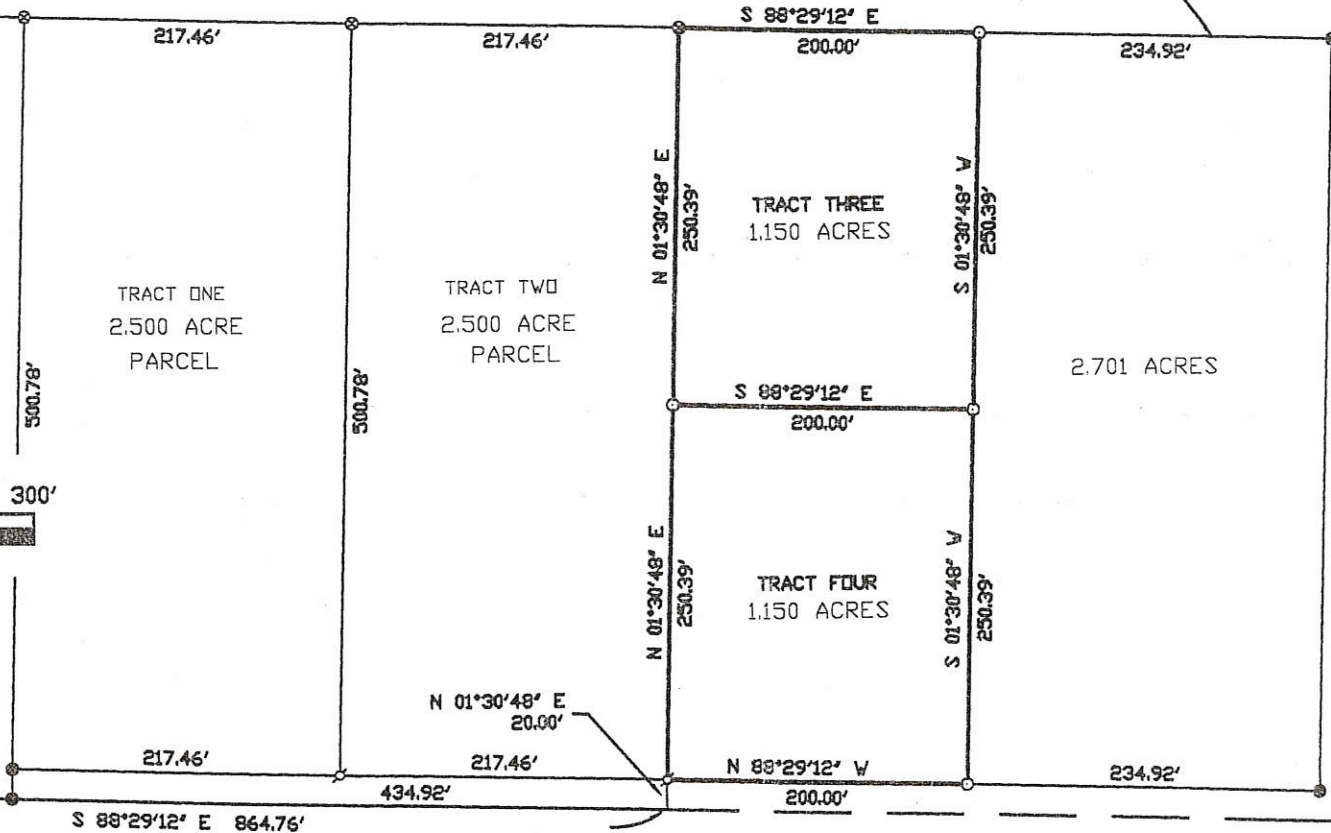 S 88°29'12" E
217.46'
217.46'
200.00'
234.92'
N 01°30'48" E
250.39'
TRACT THREE
1.150 ACRES
S 01°30'48" W
250.39'
TRACT ONE
2.500 ACRE
PARCEL
TRACT TWO
2.500 ACRE
PARCEL
500.78'
500.78'
2.701 ACRES
S 88°29'12" E
200.00'
300'
N 01°30'48" E
250.39'
TRACT FOUR
1.150 ACRES
S 01°30'48" W
250.39'
N 01°30'48" E
20.00'
217.46'
217.46'
N 88°29'12" W
200.00'
234.92'
434.92'
S 88°29'12" E 864.76'